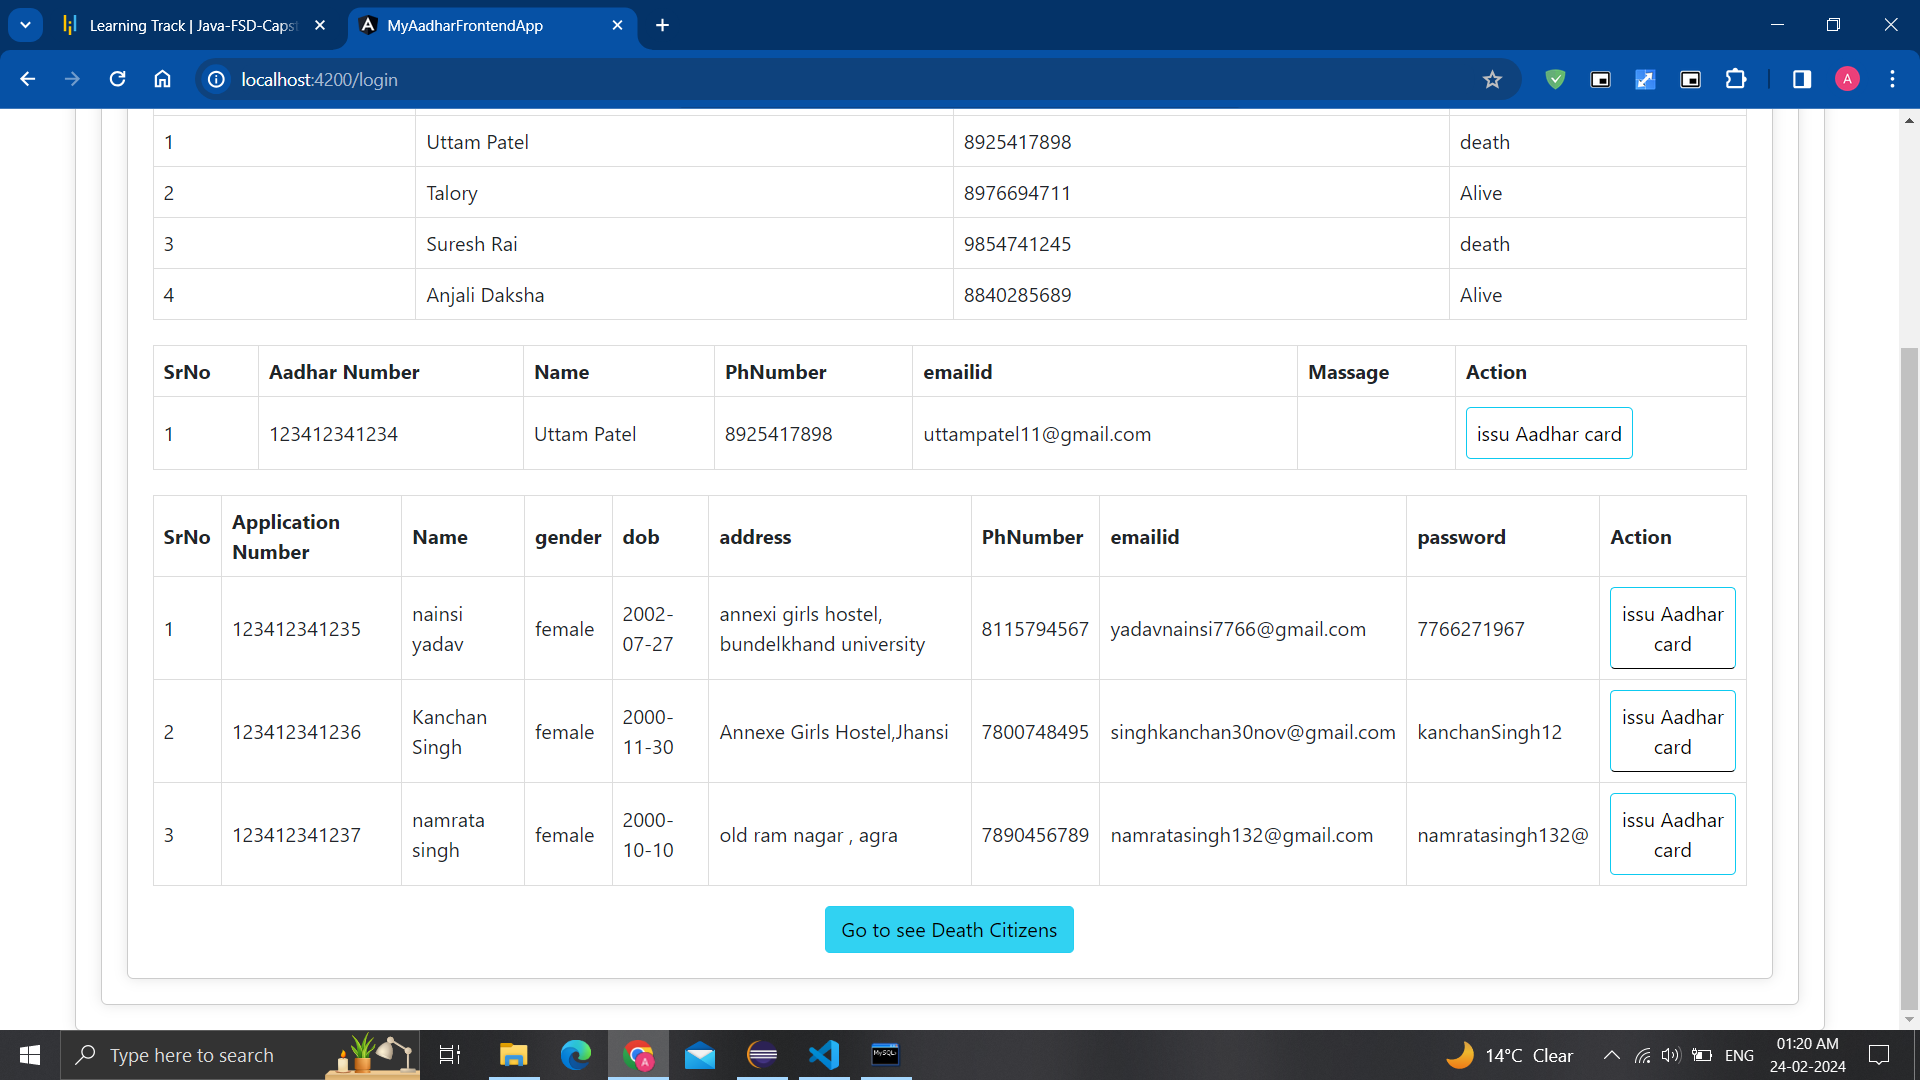 Learning Track | Java-FSD-Capst
MyAadharFrontendApp
localhost:4200/login
A
1 Uttam Patel 8925417898 death
2 Talory 8976694711 Alive
3 Suresh Rai 9854741245 death
4 Anjali Daksha 8840285689 Alive
SrNo Aadhar Number Name PhNumber emailid Massage Action
1 123412341234 Uttam Patel 8925417898 uttampatel11@gmail.com issu Aadhar card
SrNo Application Number Name gender dob address PhNumber emailid password Action
1 123412341235 nainsi yadav female 2002-07-27 annexi girls hostel, bundelkhand university 8115794567 yadavnainsi7766@gmail.com 7766271967 issu Aadhar card
2 123412341236 Kanchan Singh female 2000-11-30 Annexe Girls Hostel,Jhansi 7800748495 singhkanchan30nov@gmail.com kanchanSingh12 issu Aadhar card
3 123412341237 namrata singh female 2000-10-10 old ram nagar , agra 7890456789 namratasingh132@gmail.com namratasingh132@ issu Aadhar card
Go to see Death Citizens
Type here to search
14°C Clear
ENG
01:20 AM
24-02-2024